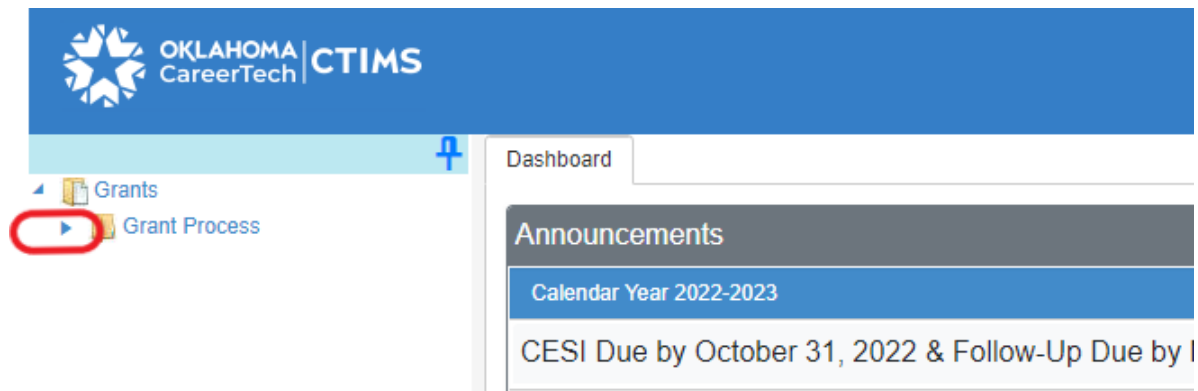 OKLAHOMA
CareerTech
CTIMS
Dashboard
Grants
Grant Process
Announcements
Calendar Year 2022-2023
CESI Due by October 31, 2022 & Follow-Up Due by